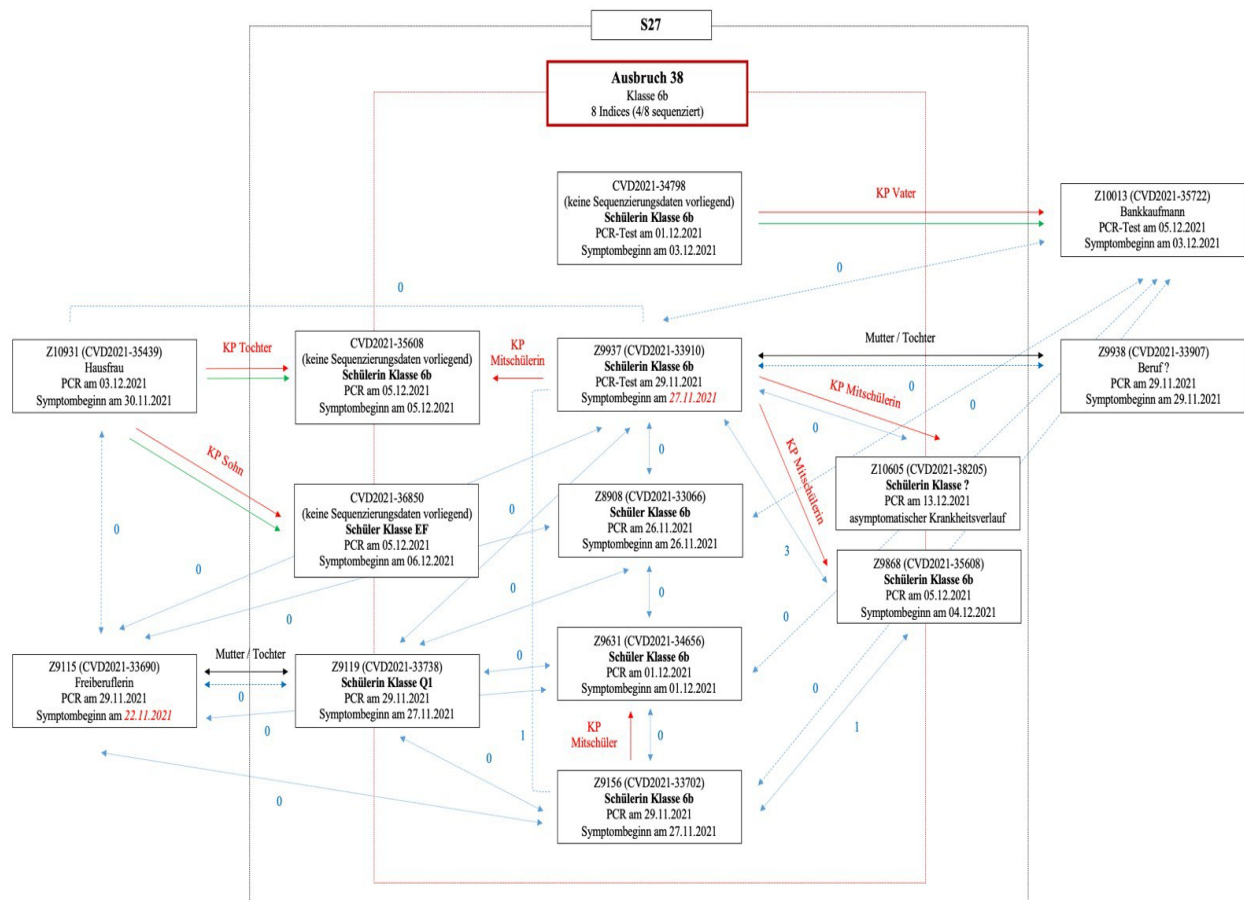 S27
Ausbruch 38
Klasse 6b
8 Indices (4/8 sequenziert)
CVD2021-34798
(keine Sequenzierungsdaten vorliegend)
Schülerin Klasse 6b
PCR-Test am 01.12.2021
Symptombeginn am 03.12.2021
KP Vater
Z10013 (CVD2021-35722)
Bankkaufmann
PCR-Test am 05.12.2021
Symptombeginn am 03.12.2021
0
0
Z10931 (CVD2021-35439)
Hausfrau
PCR am 03.12.2021
Symptombeginn am 30.11.2021
KP Tochter
CVD2021-35608
(keine Sequenzierungsdaten vorliegend)
Schülerin Klasse 6b
PCR am 05.12.2021
Symptombeginn am 05.12.2021
KP
Mitschülerin
Z9937 (CVD2021-33910)
Schülerin Klasse 6b
PCR-Test am 29.11.2021
Symptombeginn am 27.11.2021
Mutter / Tochter
0
Z9938 (CVD2021-33907)
Beruf ?
PCR am 29.11.2021
Symptombeginn am 29.11.2021
KP Mitschülerin
0
0
KP Sohn
KP Mitschülerin
0
CVD2021-36850
(keine Sequenzierungsdaten vorliegend)
Schüler Klasse EF
PCR am 05.12.2021
Symptombeginn am 06.12.2021
Z8908 (CVD2021-33066)
Schüler Klasse 6b
PCR am 26.11.2021
Symptombeginn am 26.11.2021
Z10605 (CVD2021-38205)
Schülerin Klasse ?
PCR am 13.12.2021
asymptomatischer Krankheitsverlauf
0
0
0
3
0
0
0
0
Z9868 (CVD2021-35608)
Schülerin Klasse 6b
PCR am 05.12.2021
Symptombeginn am 04.12.2021
Z9115 (CVD2021-33690)
Freiberuflerin
PCR am 29.11.2021
Symptombeginn am 22.11.2021
Mutter / Tochter
0
Z9119 (CVD2021-33738)
Schülerin Klasse Q1
PCR am 29.11.2021
Symptombeginn am 27.11.2021
0
Z9631 (CVD2021-34656)
Schüler Klasse 6b
PCR am 01.12.2021
Symptombeginn am 01.12.2021
0
0
1
KP
Mitschüler
0
1
0
0
Z9156 (CVD2021-33702)
Schülerin Klasse 6b
PCR am 29.11.2021
Symptombeginn am 27.11.2021